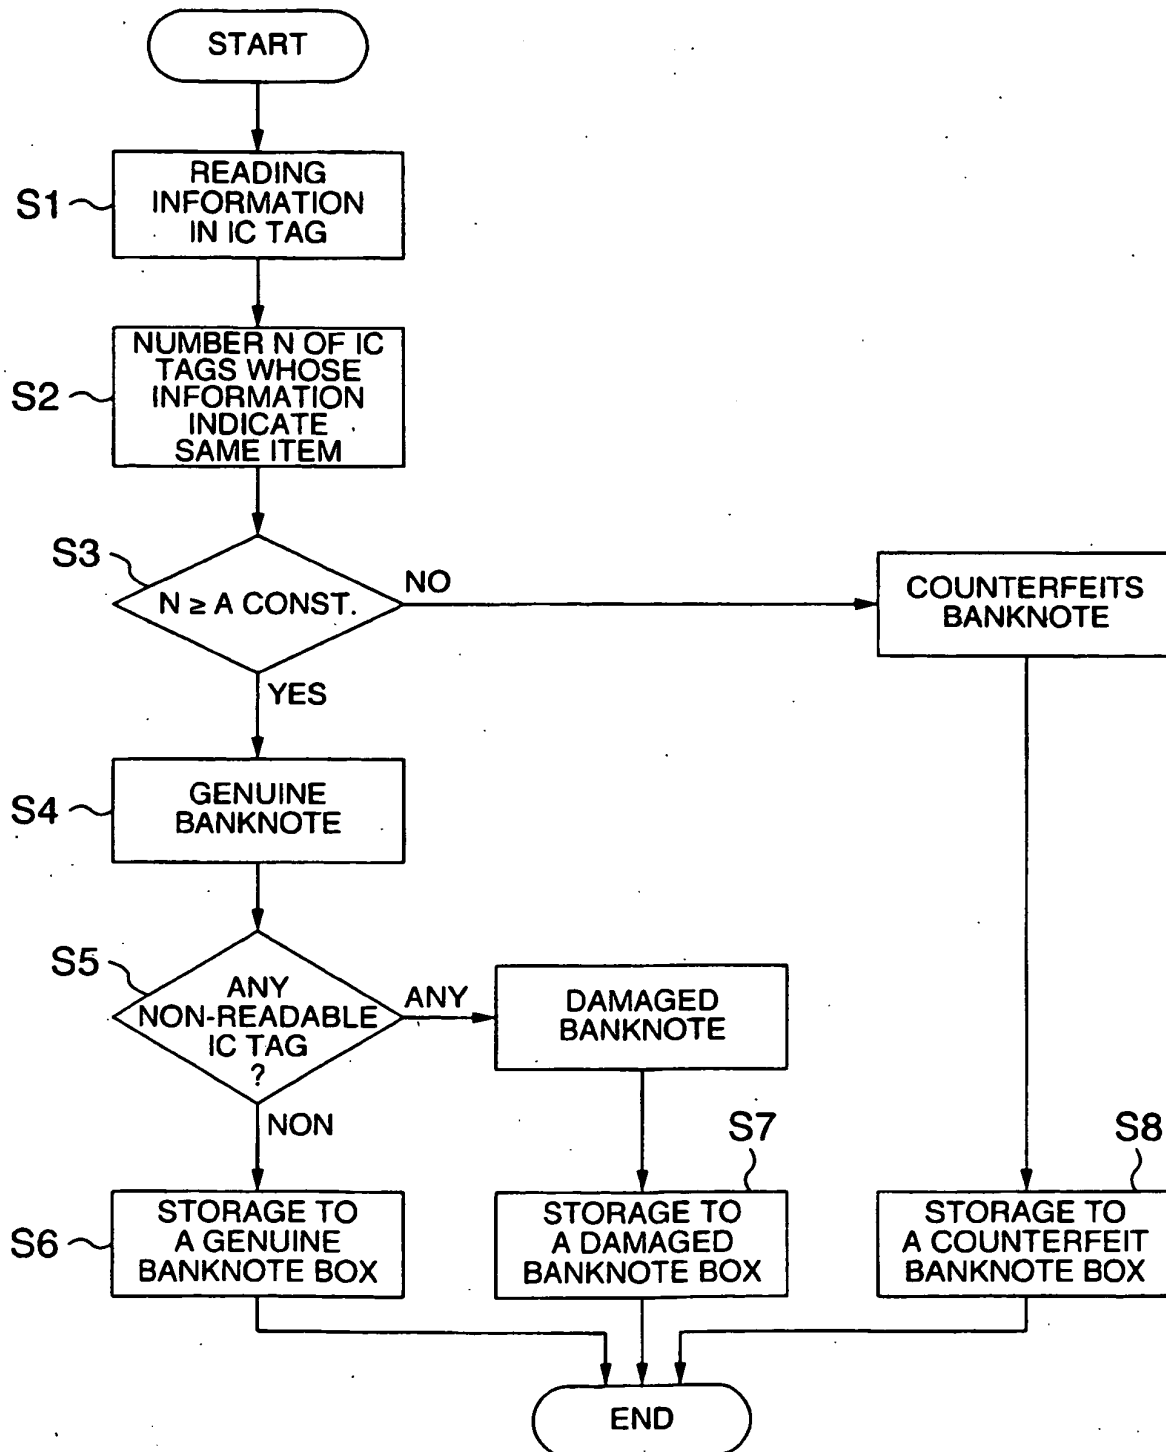 START
S1
READING
INFORMATION
IN IC TAG
S2
NUMBER N OF IC
TAGS WHOSE
INFORMATION
INDICATE
SAME ITEM
S3
N ≥ A CONST.
NO
COUNTERFEITS
BANKNOTE
YES
S4
GENUINE
BANKNOTE
S5
ANY
NON-READABLE
IC TAG
?
ANY
DAMAGED
BANKNOTE
NON
S6
STORAGE TO
A GENUINE
BANKNOTE BOX
S7
STORAGE TO
A DAMAGED
BANKNOTE BOX
S8
STORAGE TO
A COUNTERFEIT
BANKNOTE BOX
END